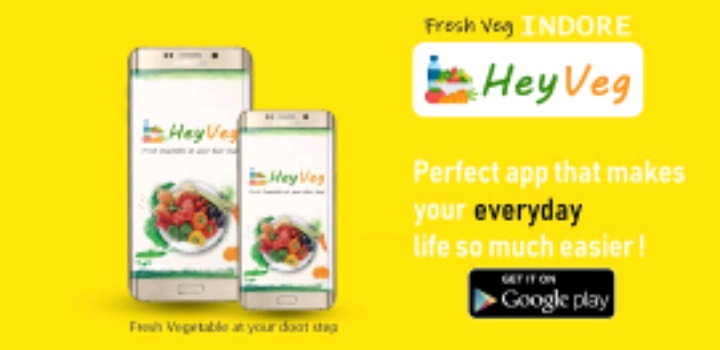 Fresh Veg INDORE
HeyVeg
Perfect app that makes
your everyday
life so much easier !
GET IT ON
Google play
HeyVeg
HeyVeg
Fresh Vegetable at your doot step